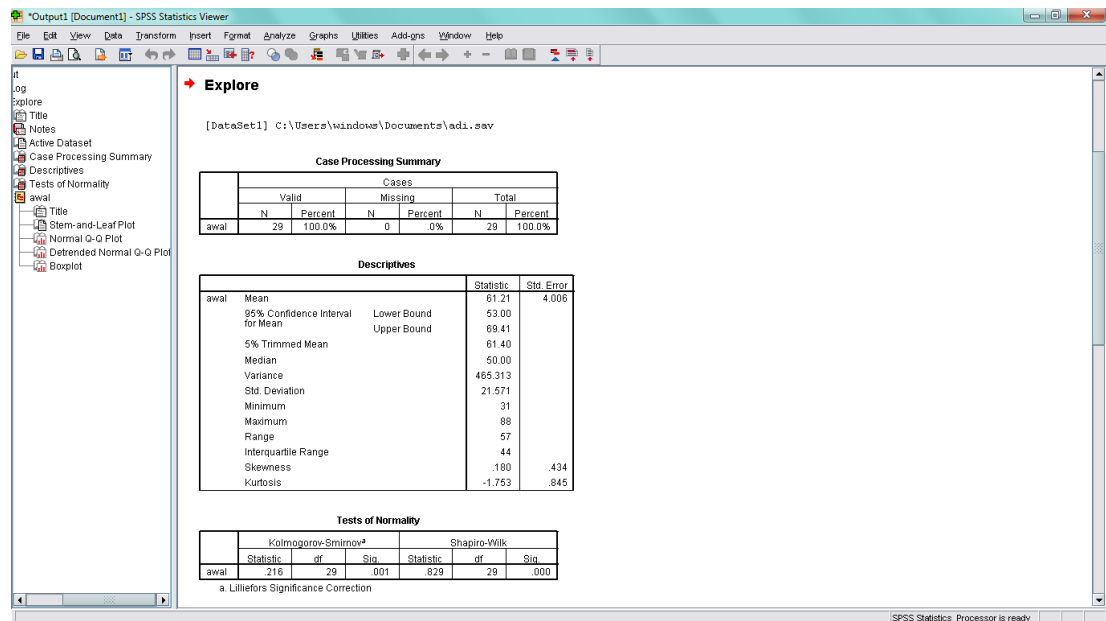 *Output1 [Document1] - SPSS Statistics Viewer
File Edit View Data Transform Insert Format Analyze Graphs Utilities Add-ons Window Help
it
.og
Explore
Title
Notes
Active Dataset
Case Processing Summary
Descriptives
Tests of Normality
awal
Title
Stem-and-Leaf Plot
Normal Q-Q Plot
Detrended Normal Q-Q Plot
Boxplot
Explore
[DataSet1] C:\Users\windows\Documents\adi.sav
Case Processing Summary
Cases
Valid Missing Total
N Percent N Percent N Percent
awal 29 100.0% 0 .0% 29 100.0%
Descriptives
Statistic Std. Error
awal Mean 61.21 4.006
95% Confidence Interval for Mean Lower Bound 53.00
Upper Bound 69.41
5% Trimmed Mean 61.40
Median 50.00
Variance 465.313
Std. Deviation 21.571
Minimum 31
Maximum 88
Range 57
Interquartile Range 44
Skewness .180 .434
Kurtosis -1.753 .845
Tests of Normality
Kolmogorov-Smirnovª Shapiro-Wilk
Statistic df Sig. Statistic df Sig.
awal .216 29 .001 .829 29 .000
a. Lilliefors Significance Correction
SPSS Statistics Processor is ready